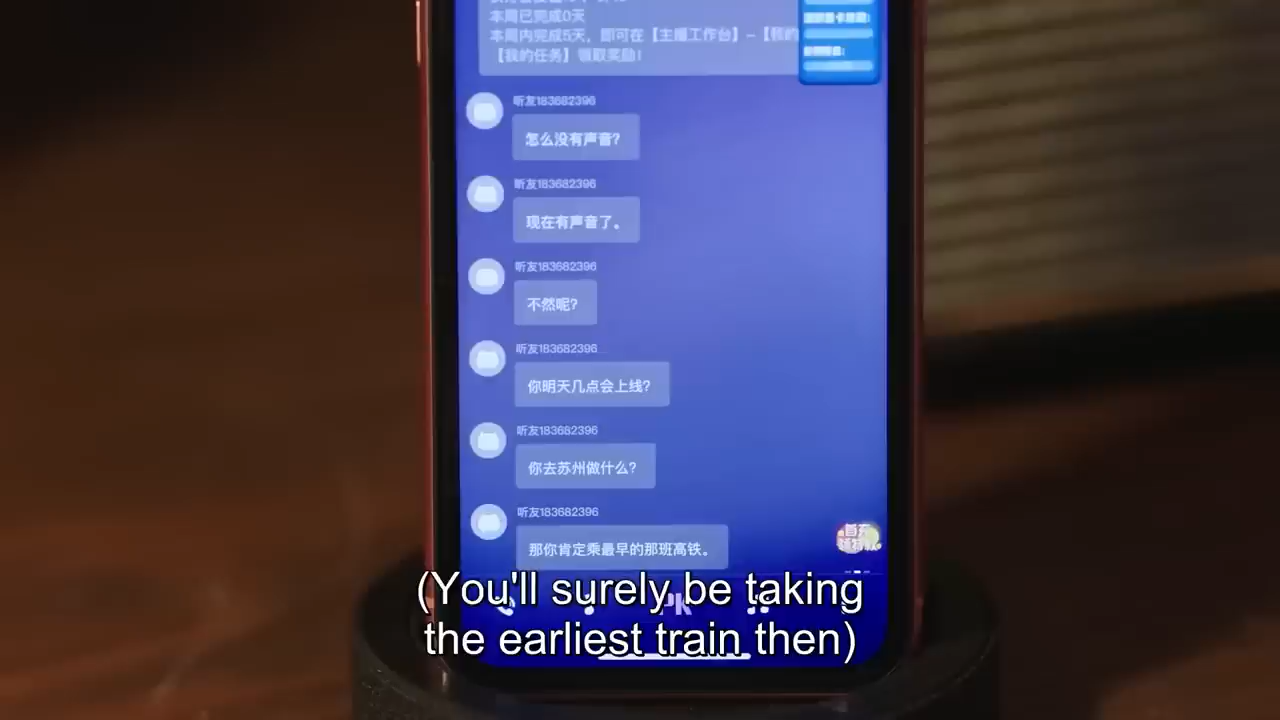 本周已完成0天
本周内完成5天，即可在【主播工作台】-【我的
【我的任务】领取奖励！
听友183682396
怎么没有声音？
听友183682396
现在有声音了。
听友183682396
不然呢？
听友183682396
你明天几点会上线？
听友183682396
你去苏州做什么？
听友183682396
那你肯定乘最早的那班高铁。
PK
(You'll surely be taking
the earliest train then)